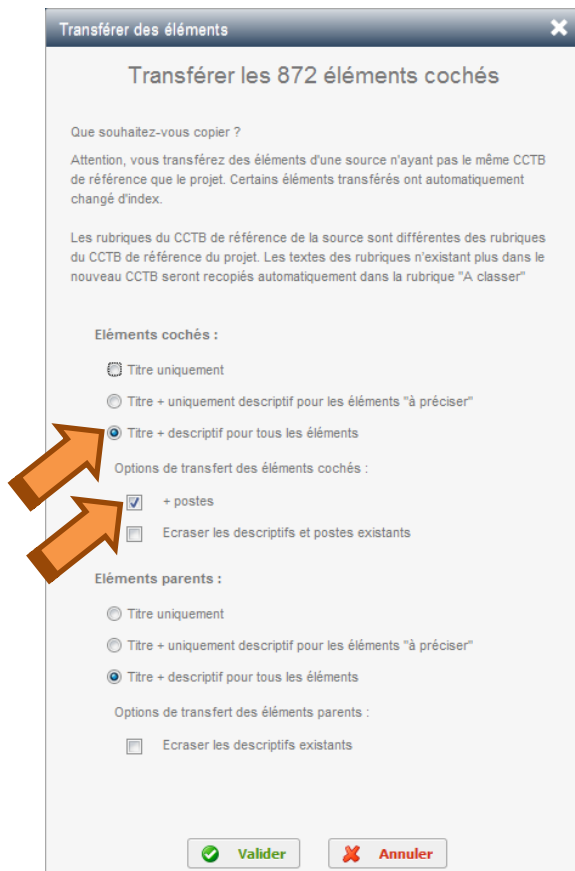 Transférer des éléments
Transférer les 872 éléments cochés
Que souhaitez-vous copier ?
Attention, vous transférez des éléments d'une source n'ayant pas le même CCTB
de référence que le projet. Certains éléments transférés ont automatiquement
changé d'index.
Les rubriques du CCTB de référence de la source sont différentes des rubriques
du CCTB de référence du projet. Les textes des rubriques n'existant plus dans le
nouveau CCTB seront recopiés automatiquement dans la rubrique "A classer"
Eléments cochés :
Titre uniquement
Titre + uniquement descriptif pour les éléments "à préciser"
Titre + descriptif pour tous les éléments
Options de transfert des éléments cochés :
+ postes
Ecraser les descriptifs et postes existants
Eléments parents :
Titre uniquement
Titre + uniquement descriptif pour les éléments "à préciser"
Titre + descriptif pour tous les éléments
Options de transfert des éléments parents :
Ecraser les descriptifs existants
Valider
Annuler